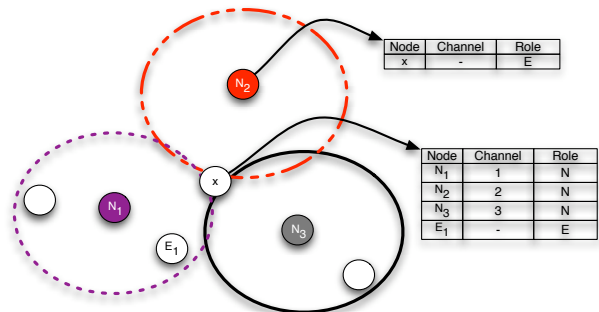 N2
Node Channel Role
x - E
x
N1
E1
N3
Node Channel Role
N1 1 N
N2 2 N
N3 3 N
E1 - E